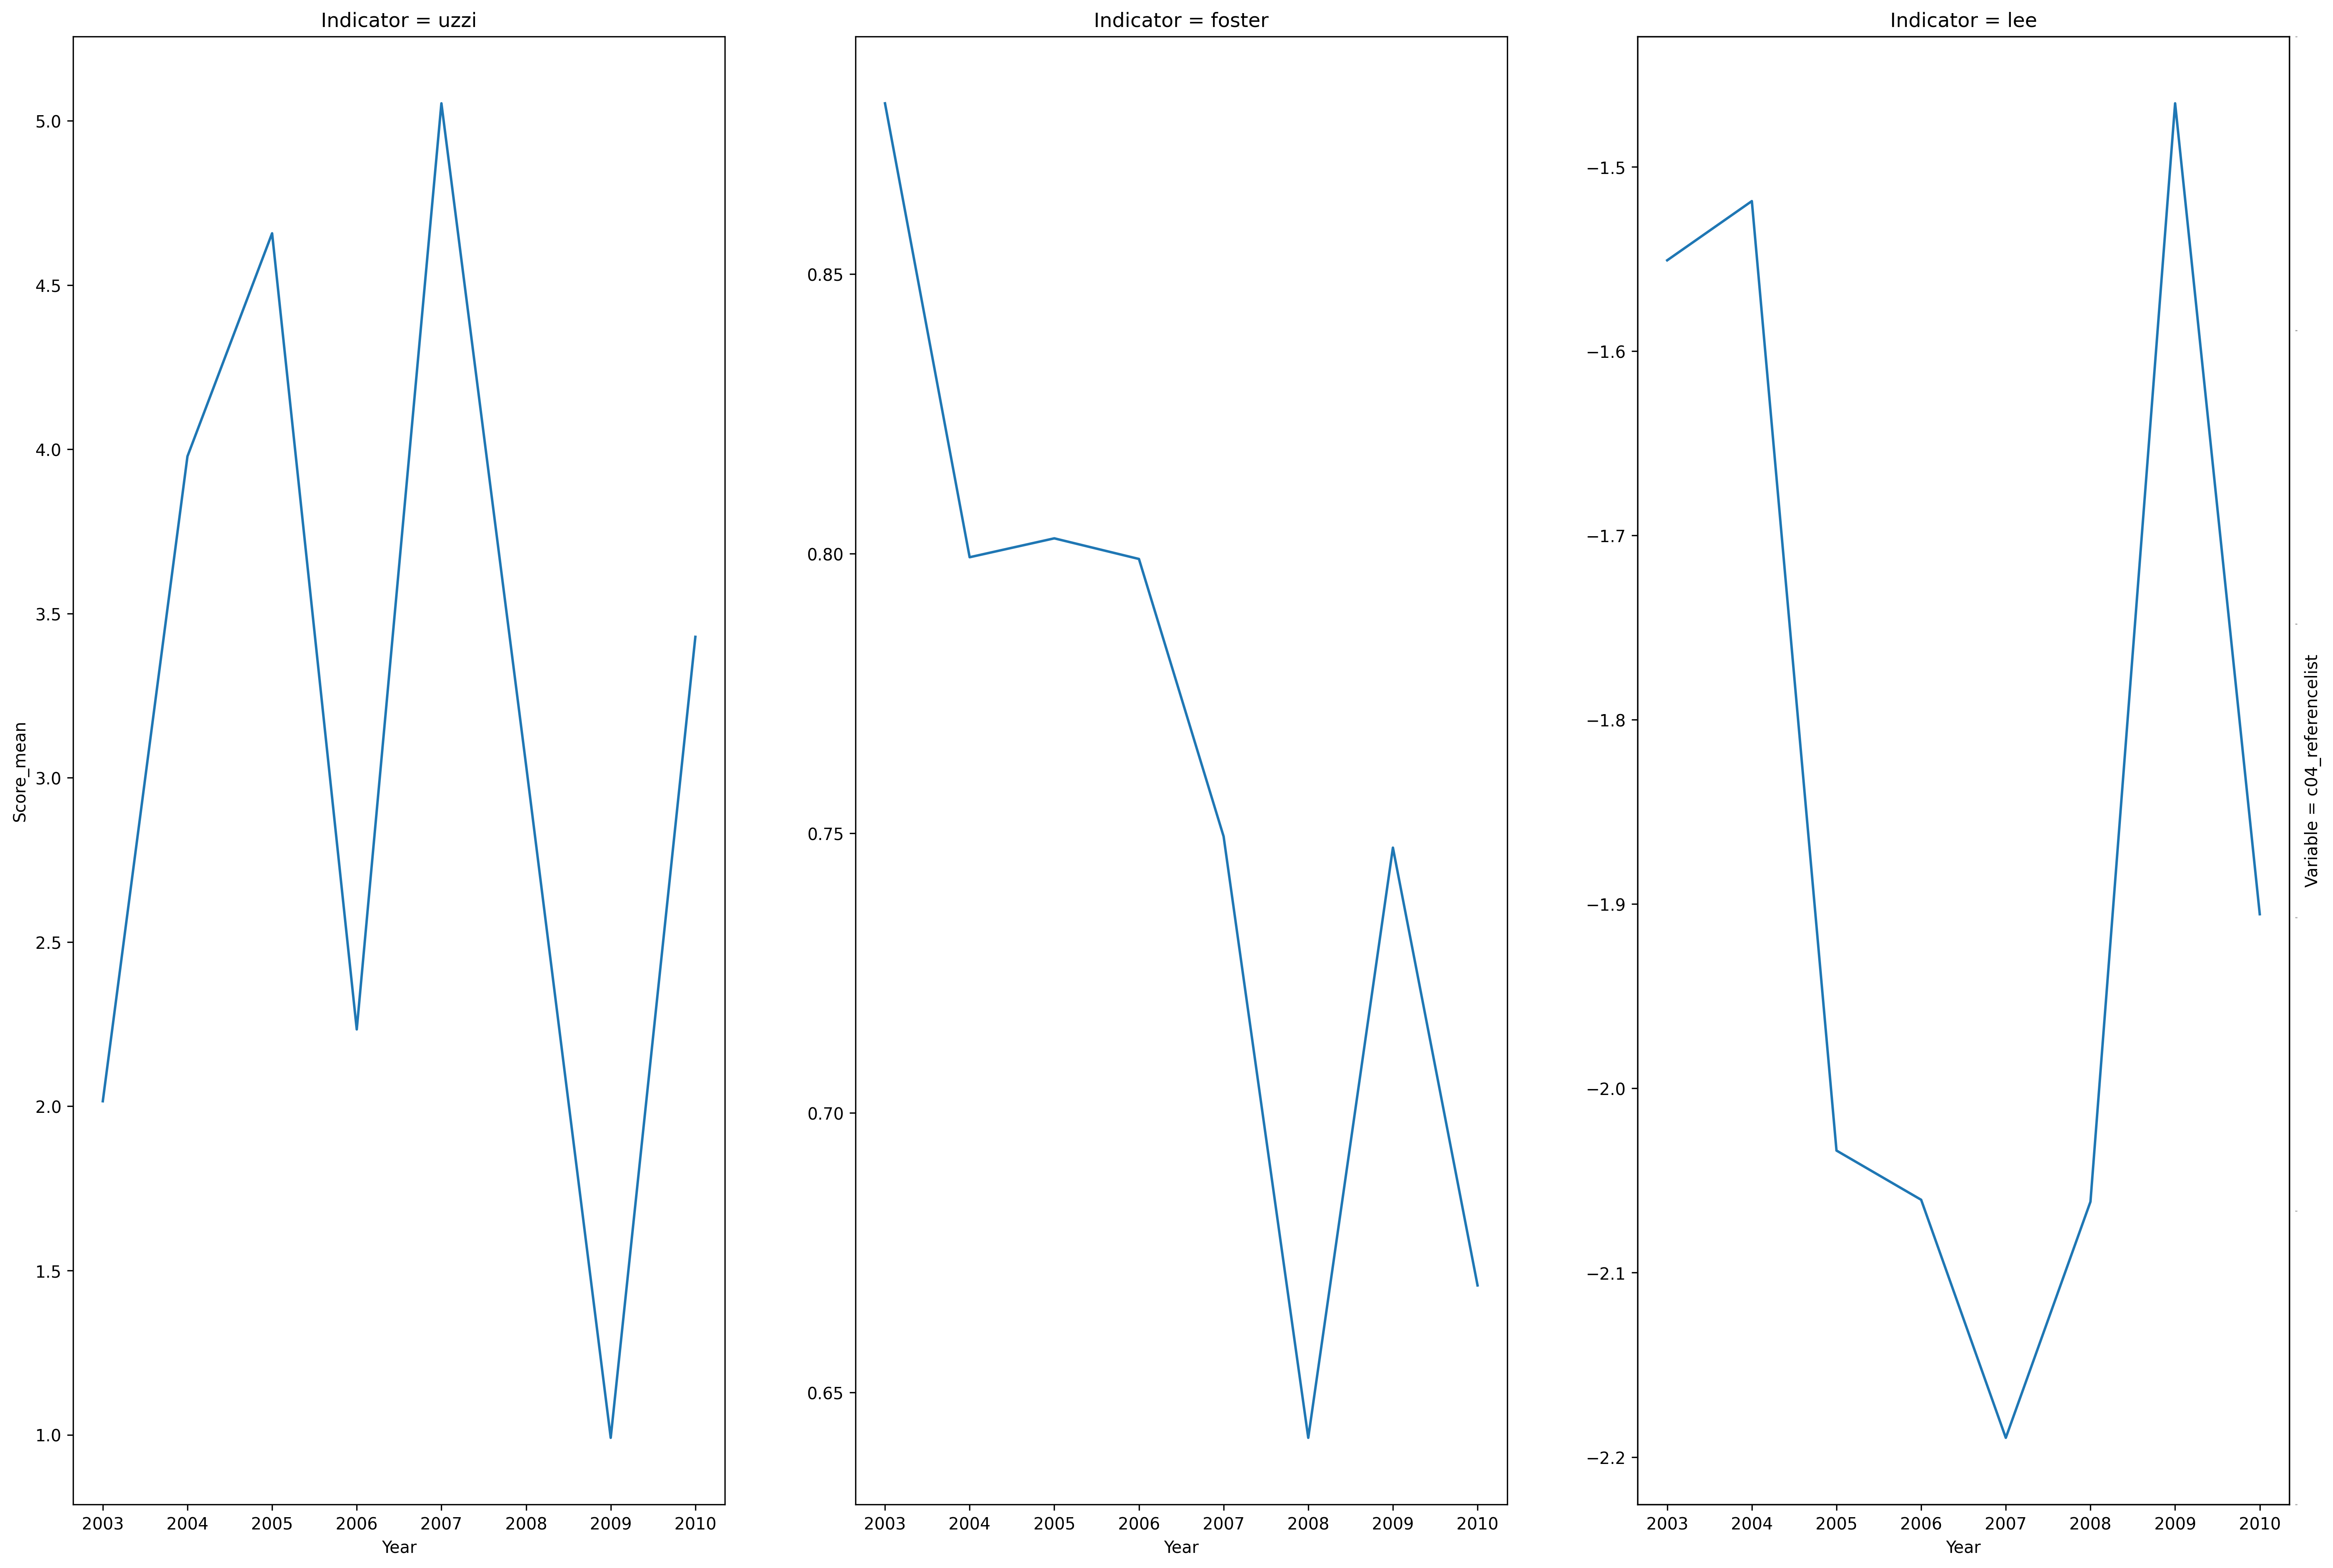 Indicator = uzzi
Indicator = foster
Indicator = lee
Score_mean
5.0
4.5
4.0
3.5
3.0
2.5
2.0
1.5
1.0
2003 2004 2005 2006 2007 2008 2009 2010
Year
0.85
0.80
0.75
0.70
0.65
2003 2004 2005 2006 2007 2008 2009 2010
Year
−1.5
−1.6
−1.7
−1.8
−1.9
−2.0
−2.1
−2.2
2003 2004 2005 2006 2007 2008 2009 2010
Year
Variable = c04_referencelist